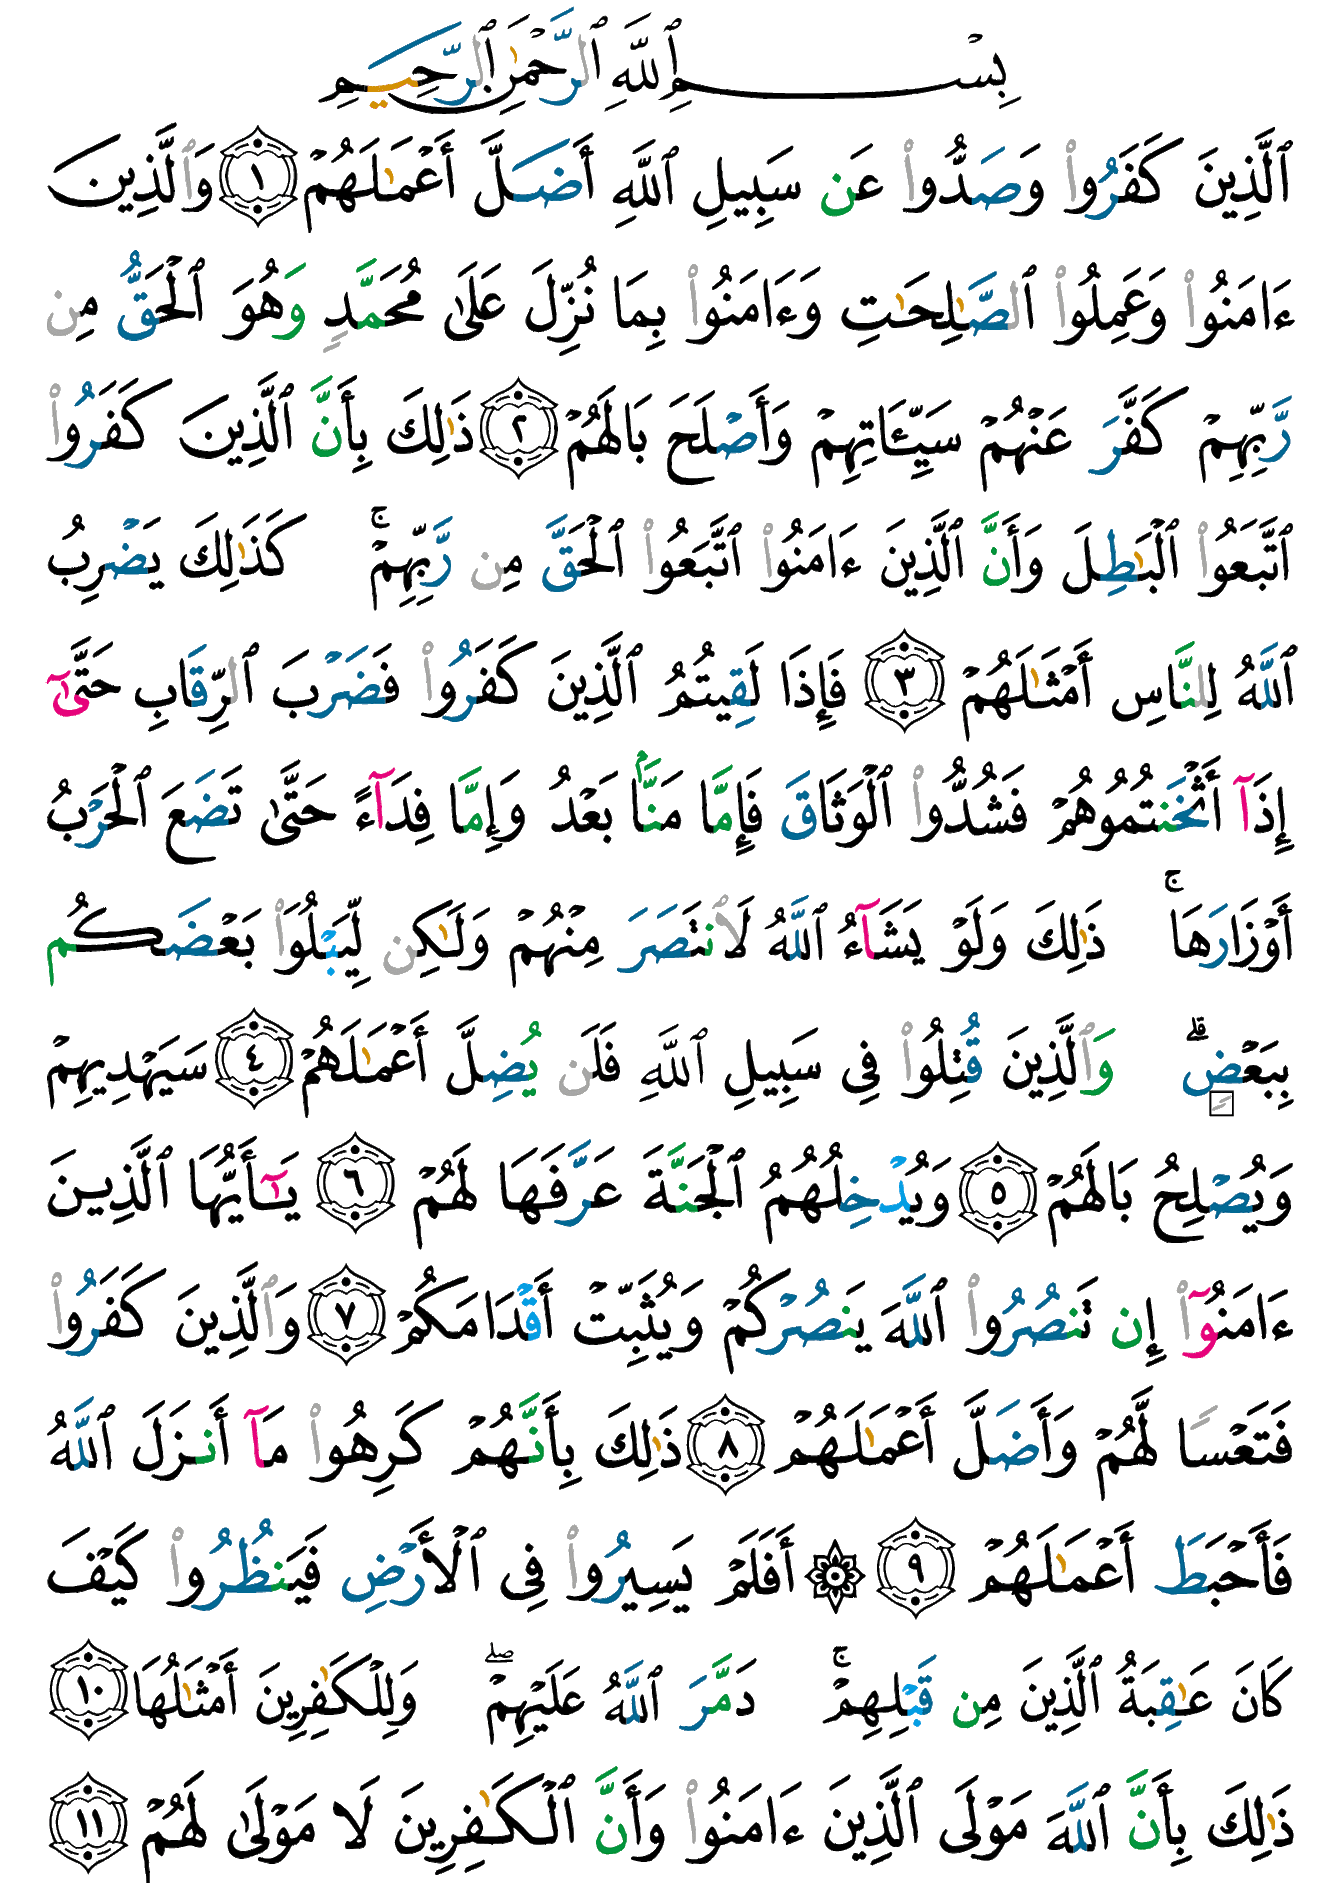 بِسْمِ ٱللَّهِ ٱلرَّحْمَٰنِ ٱلرَّحِيمِ
ٱلَّذِينَ كَفَرُوا۟ وَصَدُّوا۟ عَن سَبِيلِ ٱللَّهِ أَضَلَّ أَعْمَٰلَهُمْ ١ وَٱلَّذِينَ
ءَامَنُوا۟ وَعَمِلُوا۟ ٱلصَّٰلِحَٰتِ وَءَامَنُوا۟ بِمَا نُزِّلَ عَلَىٰ مُحَمَّدٍ وَهُوَ ٱلْحَقُّ مِن
رَّبِّهِمْ كَفَّرَ عَنْهُمْ سَيِّـَٔاتِهِمْ وَأَصْلَحَ بَالَهُمْ ٢ ذَٰلِكَ بِأَنَّ ٱلَّذِينَ كَفَرُوا۟
ٱتَّبَعُوا۟ ٱلْبَٰطِلَ وَأَنَّ ٱلَّذِينَ ءَامَنُوا۟ ٱتَّبَعُوا۟ ٱلْحَقَّ مِن رَّبِّهِمْ ۚ كَذَٰلِكَ يَضْرِبُ
ٱللَّهُ لِلنَّاسِ أَمْثَٰلَهُمْ ٣ فَإِذَا لَقِيتُمُ ٱلَّذِينَ كَفَرُوا۟ فَضَرْبَ ٱلرِّقَابِ حَتَّىٰٓ
إِذَآ أَثْخَنتُمُوهُمْ فَشُدُّوا۟ ٱلْوَثَاقَ فَإِمَّا مَنًّۢا بَعْدُ وَإِمَّا فِدَآءً حَتَّىٰ تَضَعَ ٱلْحَرْبُ
أَوْزَارَهَا ۚ ذَٰلِكَ وَلَوْ يَشَآءُ ٱللَّهُ لَٱنتَصَرَ مِنْهُمْ وَلَٰكِن لِّيَبْلُوَا۟ بَعْضَكُم
بِبَعْضٍ ۗ وَٱلَّذِينَ قُتِلُوا۟ فِى سَبِيلِ ٱللَّهِ فَلَن يُضِلَّ أَعْمَٰلَهُمْ ٤ سَيَهْدِيهِمْ
وَيُصْلِحُ بَالَهُمْ ٥ وَيُدْخِلُهُمُ ٱلْجَنَّةَ عَرَّفَهَا لَهُمْ ٦ يَٰٓأَيُّهَا ٱلَّذِينَ
ءَامَنُوٓا۟ إِن تَنصُرُوا۟ ٱللَّهَ يَنصُرْكُمْ وَيُثَبِّتْ أَقْدَامَكُمْ ٧ وَٱلَّذِينَ كَفَرُوا۟
فَتَعْسًا لَّهُمْ وَأَضَلَّ أَعْمَٰلَهُمْ ٨ ذَٰلِكَ بِأَنَّهُمْ كَرِهُوا۟ مَآ أَنزَلَ ٱللَّهُ
فَأَحْبَطَ أَعْمَٰلَهُمْ ٩ ۞ أَفَلَمْ يَسِيرُوا۟ فِى ٱلْأَرْضِ فَيَنظُرُوا۟ كَيْفَ
كَانَ عَٰقِبَةُ ٱلَّذِينَ مِن قَبْلِهِمْ ۚ دَمَّرَ ٱللَّهُ عَلَيْهِمْ ۖ وَلِلْكَٰفِرِينَ أَمْثَٰلُهَا ١٠
ذَٰلِكَ بِأَنَّ ٱللَّهَ مَوْلَى ٱلَّذِينَ ءَامَنُوا۟ وَأَنَّ ٱلْكَٰفِرِينَ لَا مَوْلَىٰ لَهُمْ ١١